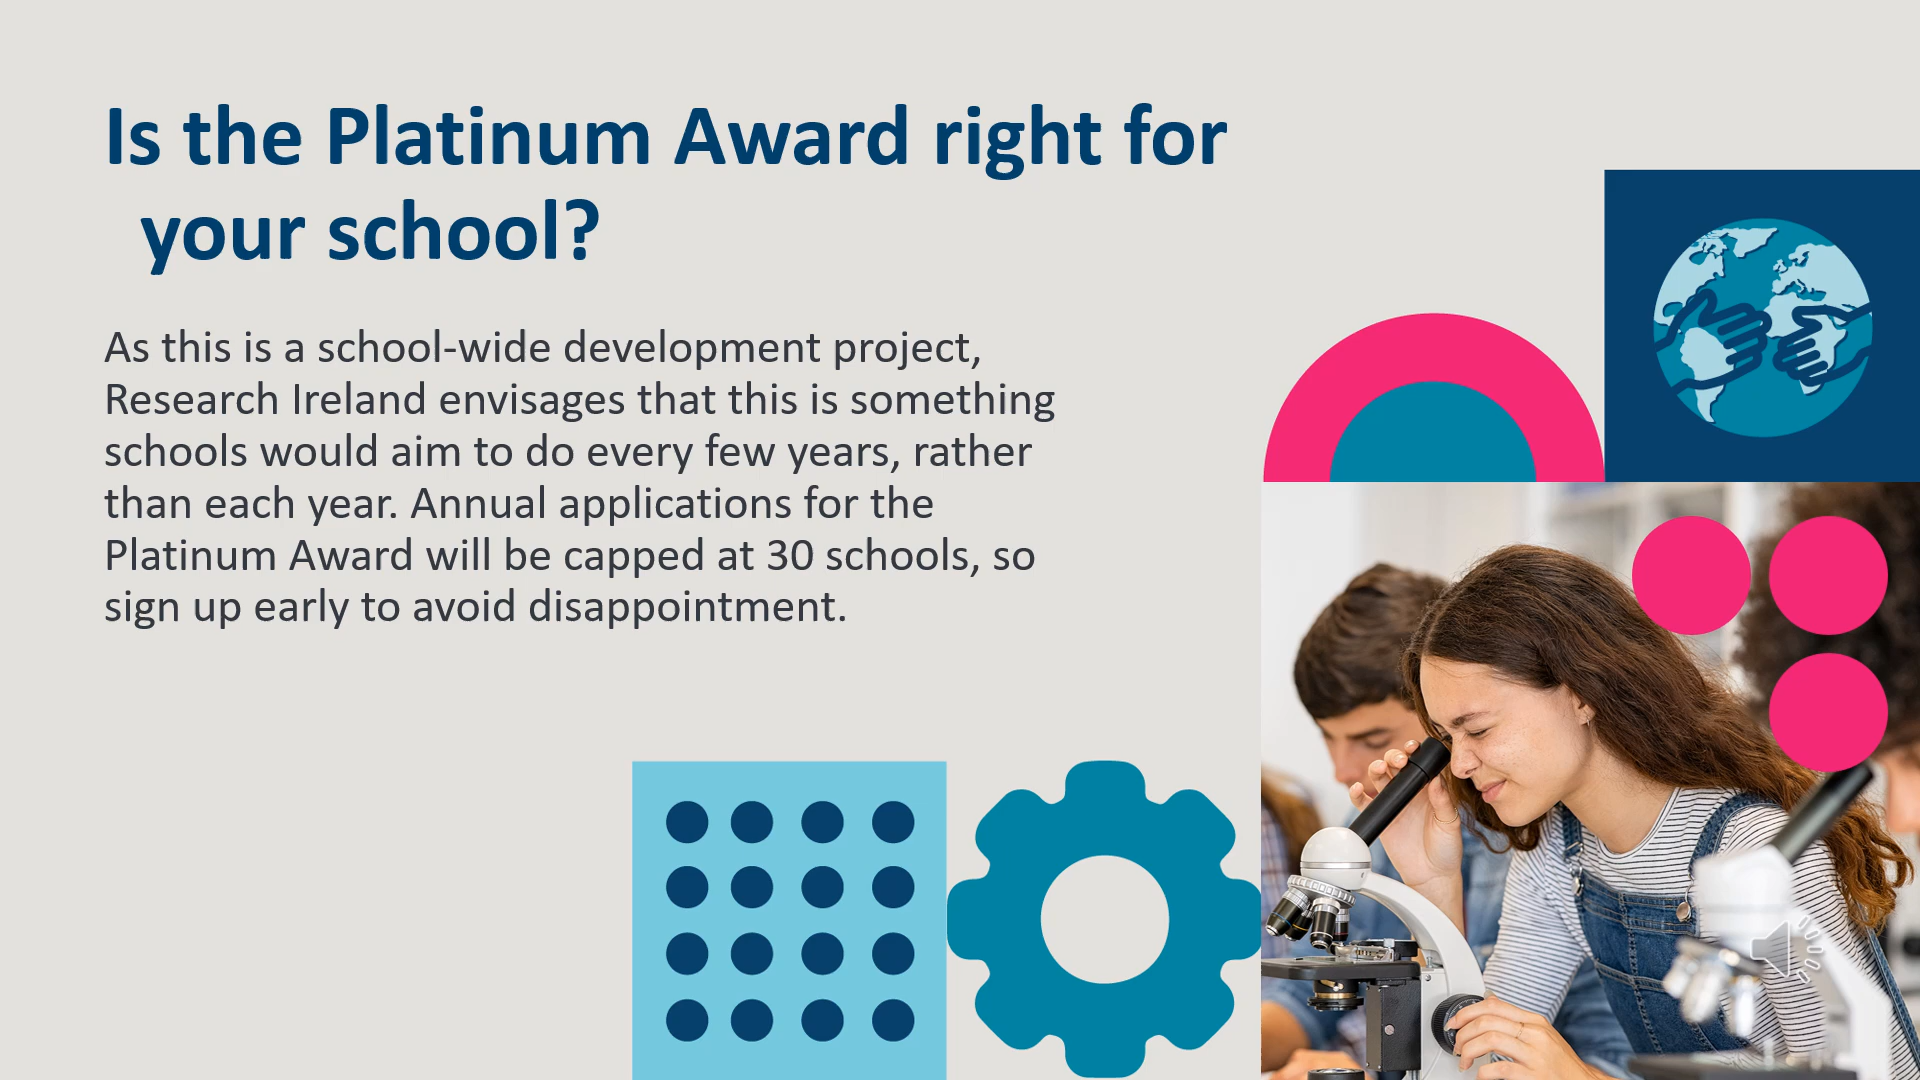 Is the Platinum Award right for
your school?
As this is a school-wide development project,
Research Ireland envisages that this is something
schools would aim to do every few years, rather
than each year. Annual applications for the
Platinum Award will be capped at 30 schools, so
sign up early to avoid disappointment.